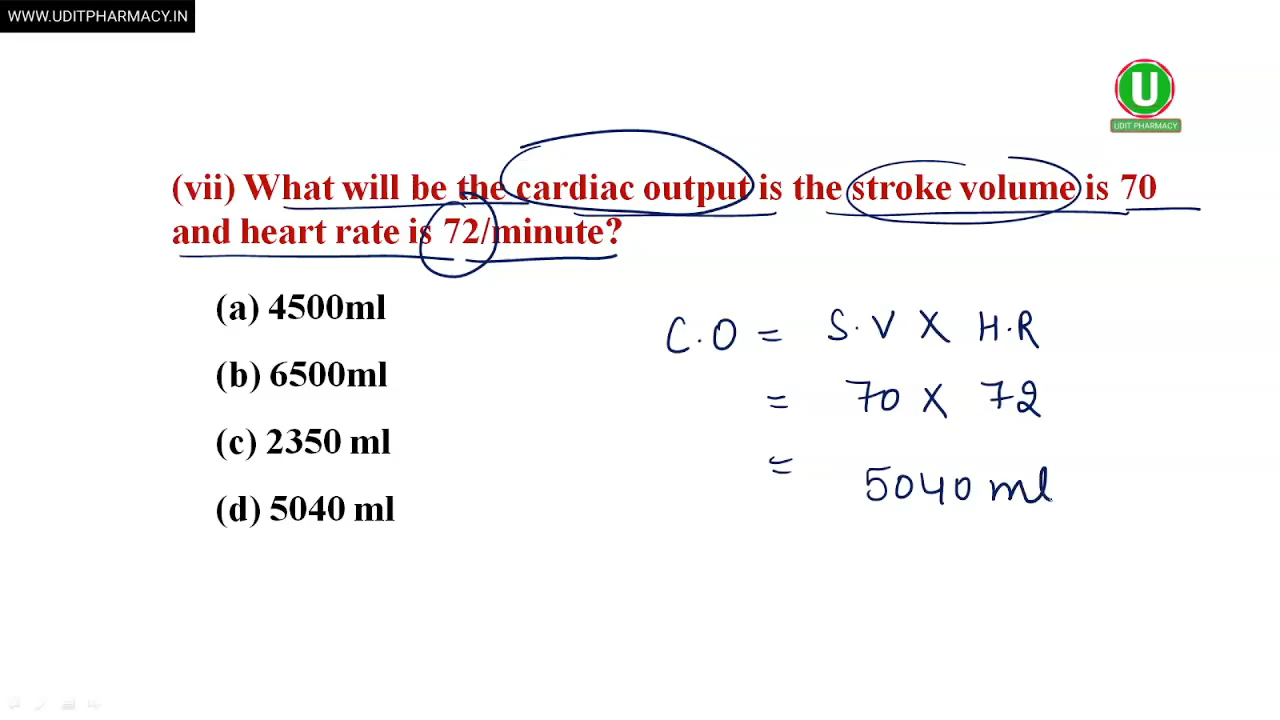 WWW.UDITPHARMACY.IN
U
UDIT PHARMACY
(vii) What will be the cardiac output is the stroke volume is 70
and heart rate is 72/minute?
(a) 4500ml
(b) 6500ml
(c) 2350 ml
(d) 5040 ml
C.O = S.V X H.R
= 70 X 72
= 5040 ml